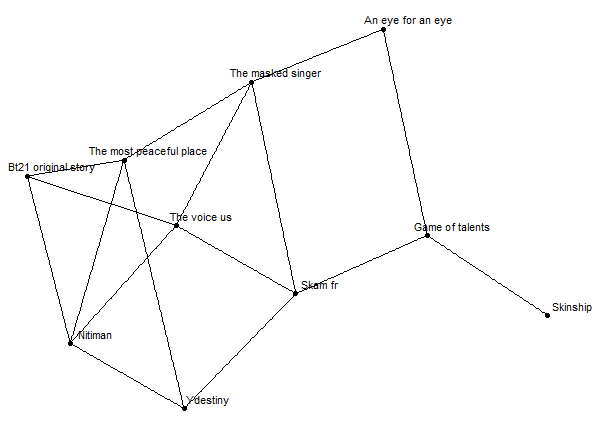 An eye for an eye
The masked singer
The most peaceful place
Bt21 original story
The voice us
Game of talents
Skam fr
Skinship
Nitiman
Ydestiny